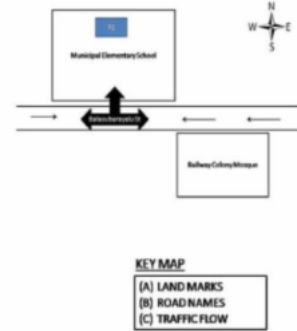 N
W E
S
Municipal Elementary School
Railway Colony Mosque
KEY MAP
(A) LAND MARKS
(B) ROAD NAMES
(C) TRAFFIC FLOW